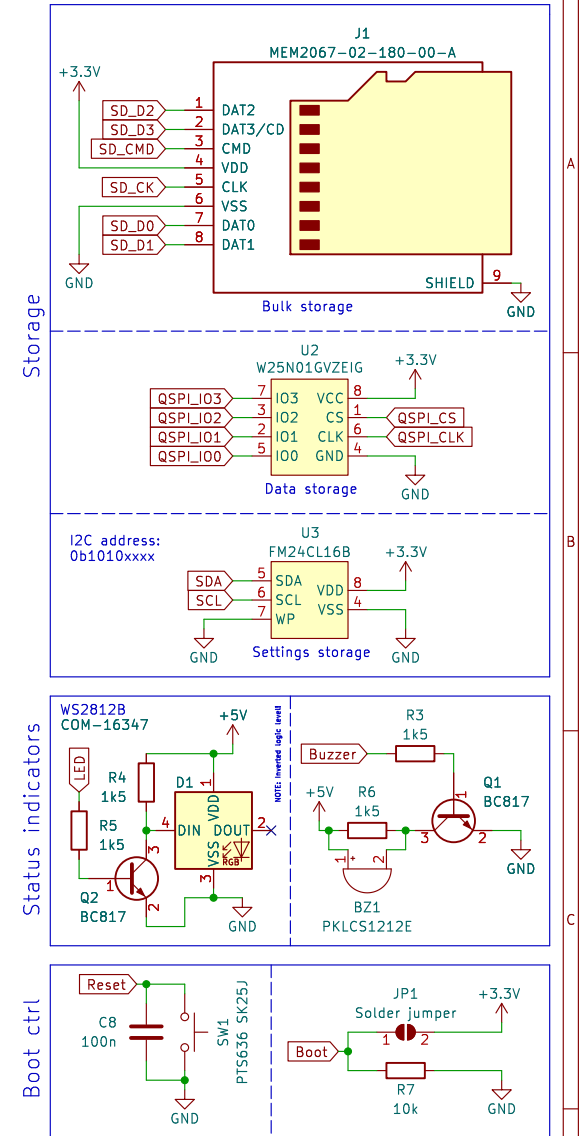 J1
MEM2067-02-180-00-A
+3.3V
SD_D2 1 DAT2
SD_D3 2 DAT3/CD
SD_CMD 3 CMD
4 VDD
SD_CK 5 CLK
6 VSS
SD_D0 7 DAT0
SD_D1 8 DAT1
GND
SHIELD 9
GND
Bulk storage
Storage
A
U2
W25N01GVZEIG
+3.3V
QSPI_IO3 7 IO3 VCC 8
QSPI_IO2 3 IO2 CS 1 QSPI_CS
QSPI_IO1 2 IO1 CLK 6 QSPI_CLK
QSPI_IO0 5 IO0 GND 4
GND
Data storage
B
I2C address:
0b1010xxxx
U3
FM24CL16B
+3.3V
SDA 5 SDA
SCL 6 SCL
7 WP
VDD 8
VSS 4
GND
GND
Settings storage
Status indicators
WS2812B
COM-16347
+5V
NOTE: Inverted logic level!
LED
R4
1k5
R5
1k5
D1
1
VDD
4 DIN DOUT 2
VSS
RGB
3
3
1
2
Q2
BC817
GND
R3
1k5
Buzzer
+5V
R6
1k5
Q1
BC817
1
3
2
1 +
2
BZ1
PKLCS1212E
GND
C
Boot ctrl
Reset
C8
100n
SW1
PTS636 SK25J
GND
JP1
Solder jumper
1 2
+3.3V
Boot
R7
10k
GND